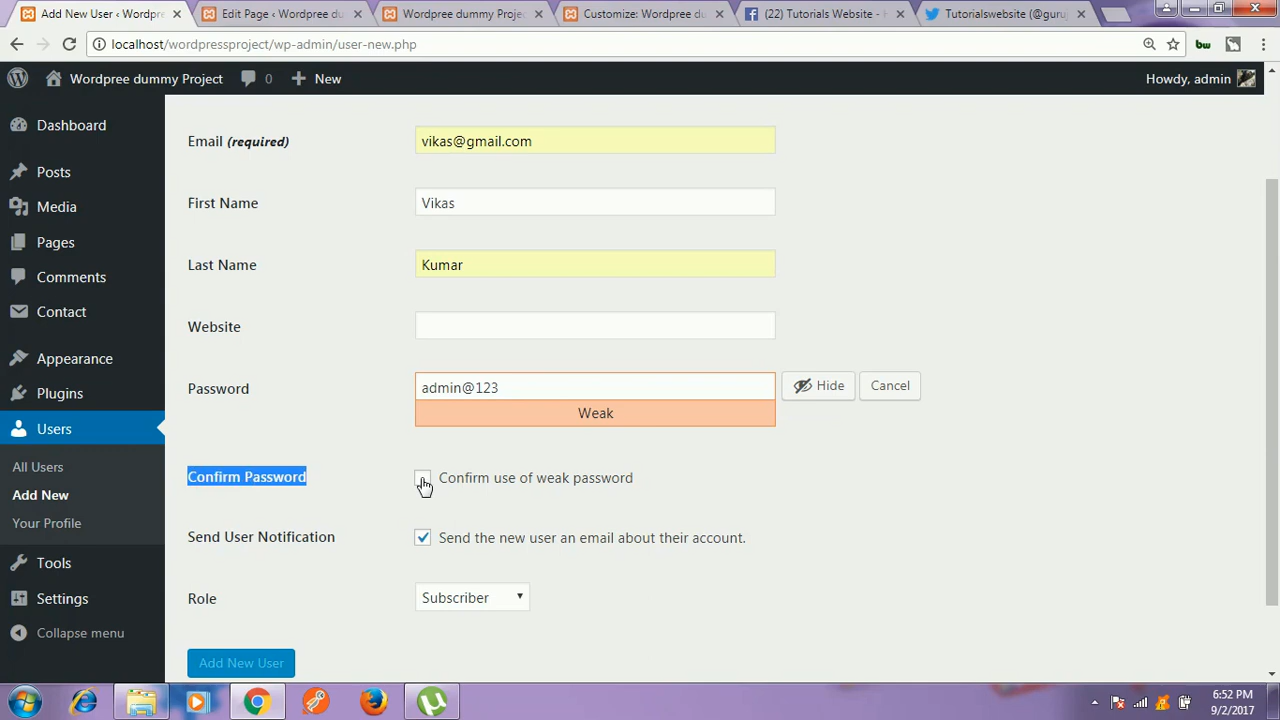 Add New User ‹ Wordpre
Edit Page ‹ Wordpree du
Wordpree dummy Proje
Customize: Wordpree du
(22) Tutorials Website - H
Tutorialswebsite (@guruj
localhost/wordpressproject/wp-admin/user-new.php
bw
Wordpree dummy Project
0
New
Howdy, admin
Dashboard
Posts
Media
Pages
Comments
Contact
Appearance
Plugins
Users
All Users
Add New
Your Profile
Tools
Settings
Collapse menu
Email (required)
vikas@gmail.com
First Name
Vikas
Last Name
Kumar
Website
Password
admin@123
Hide
Cancel
Weak
Confirm Password
Confirm use of weak password
Send User Notification
Send the new user an email about their account.
Role
Subscriber
Add New User
6:52 PM
9/2/2017